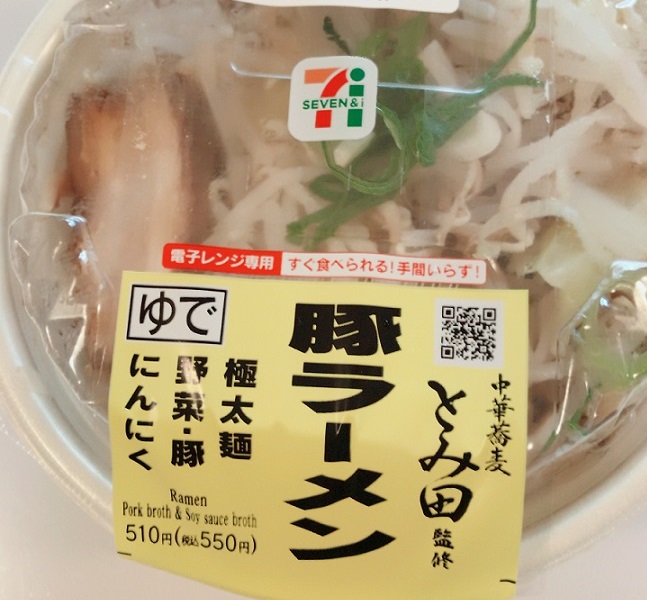 SEVEN&i
電子レンジ専用 すぐ食べられる!手間いらず!
中華蕎麦
とみ田
監修
豚ラーメン
ゆで
極太麺
野菜・豚
にんにく
Ramen
Pork broth & Soy sauce broth
510円(税込550円)